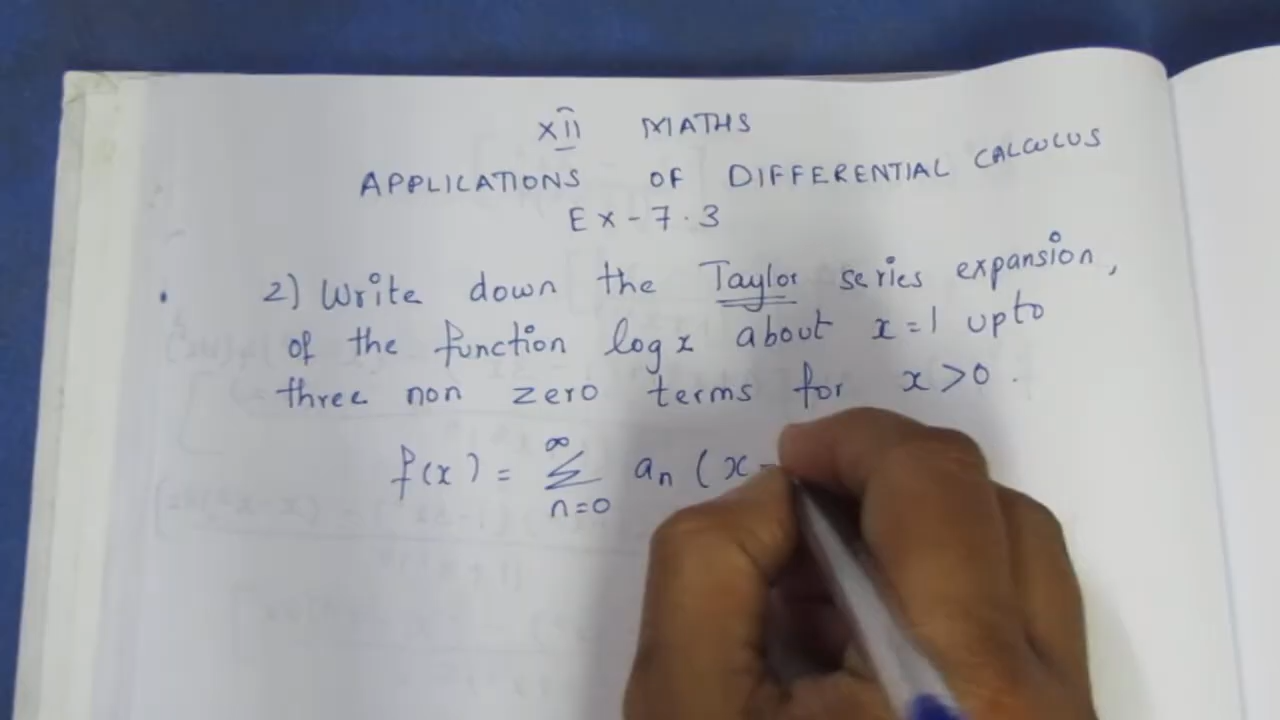 XII MATHS
APPLICATIONS OF DIFFERENTIAL CALCULUS
EX-7.3
2) Write down the Taylor series expansion,
of the function log x about x=1 upto
three non zero terms for x>0.
f(x) = ∞ Σ n=0 an (x-